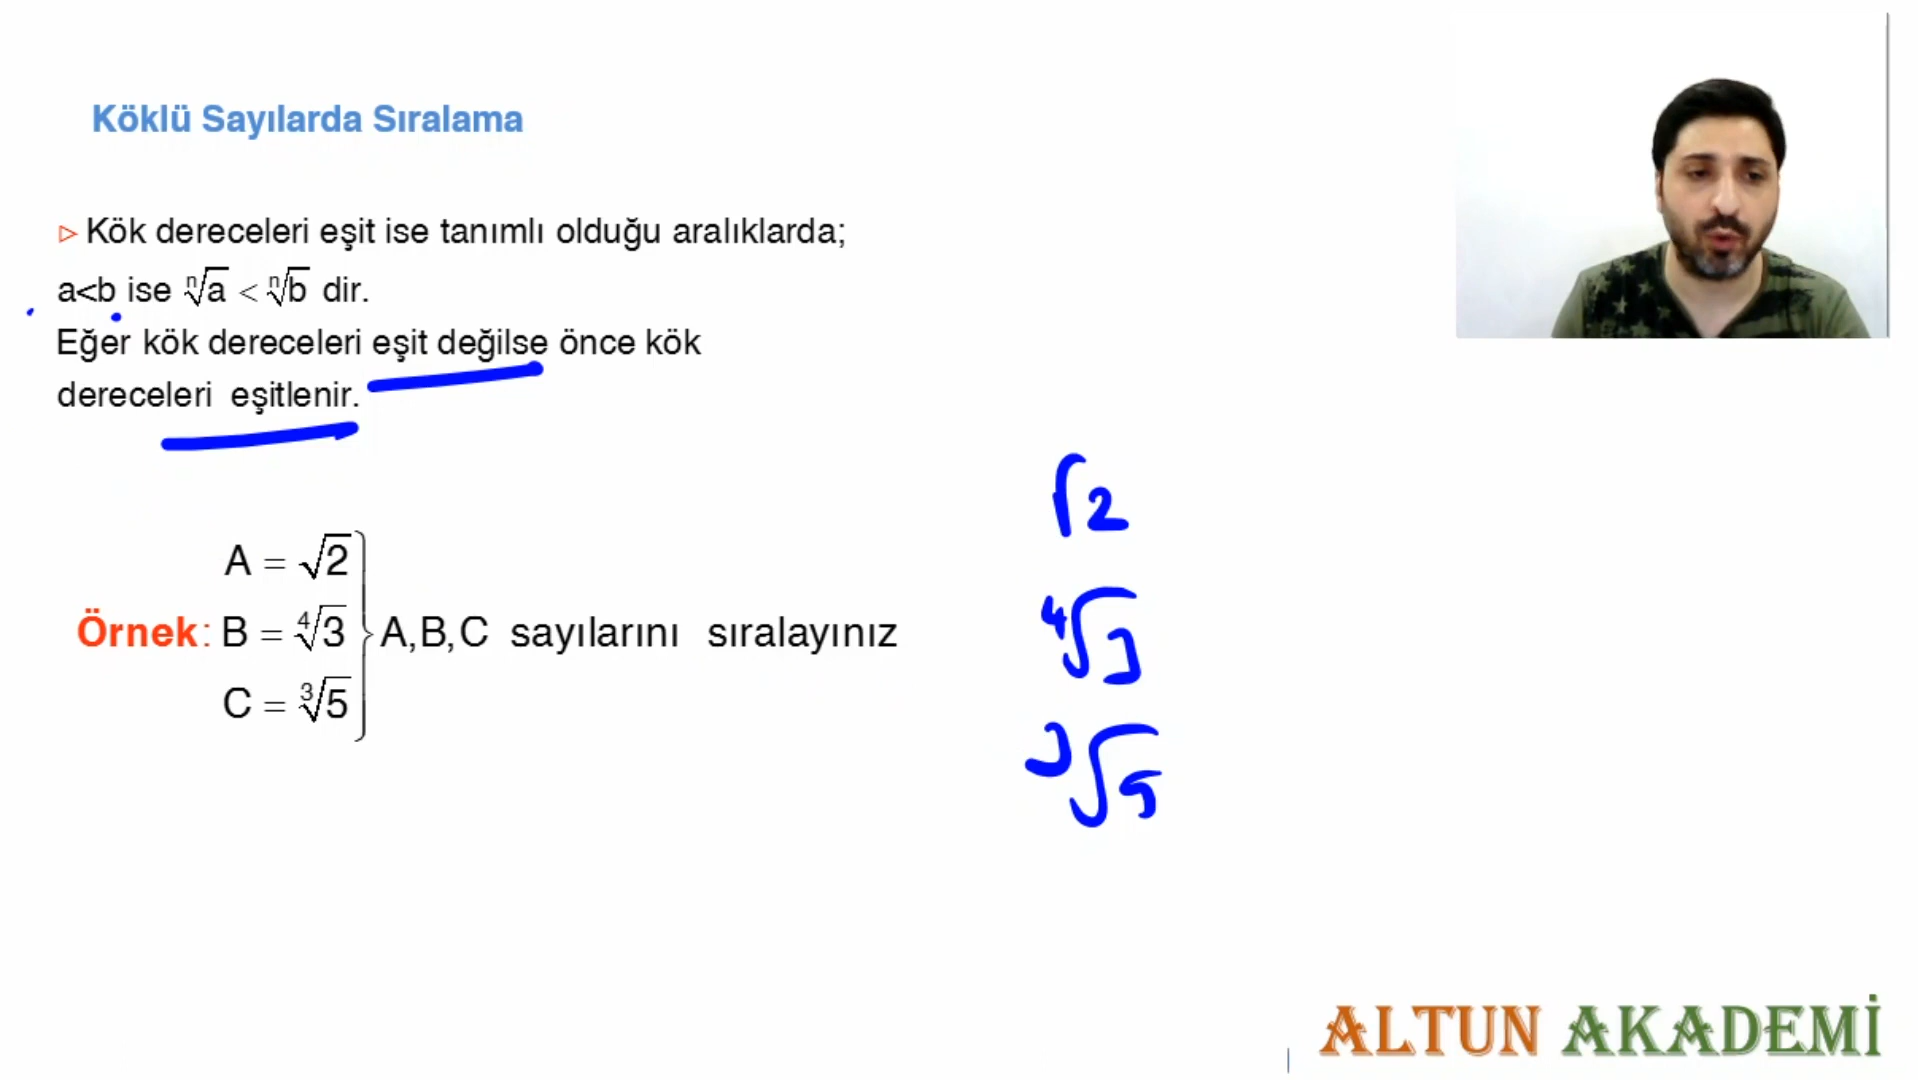 Köklü Sayılarda Sıralama
▷ Kök dereceleri eşit ise tanımlı olduğu aralıklarda;
a<b ise ⁿ√a < ⁿ√b dir.
Eğer kök dereceleri eşit değilse önce kök
dereceleri eşitlenir.
A = √2
Örnek: B = ⁴√3 } A,B,C sayılarını sıralayınız
C = ³√5
√2
⁴√3
³√5
ALTUN AKADEMİ